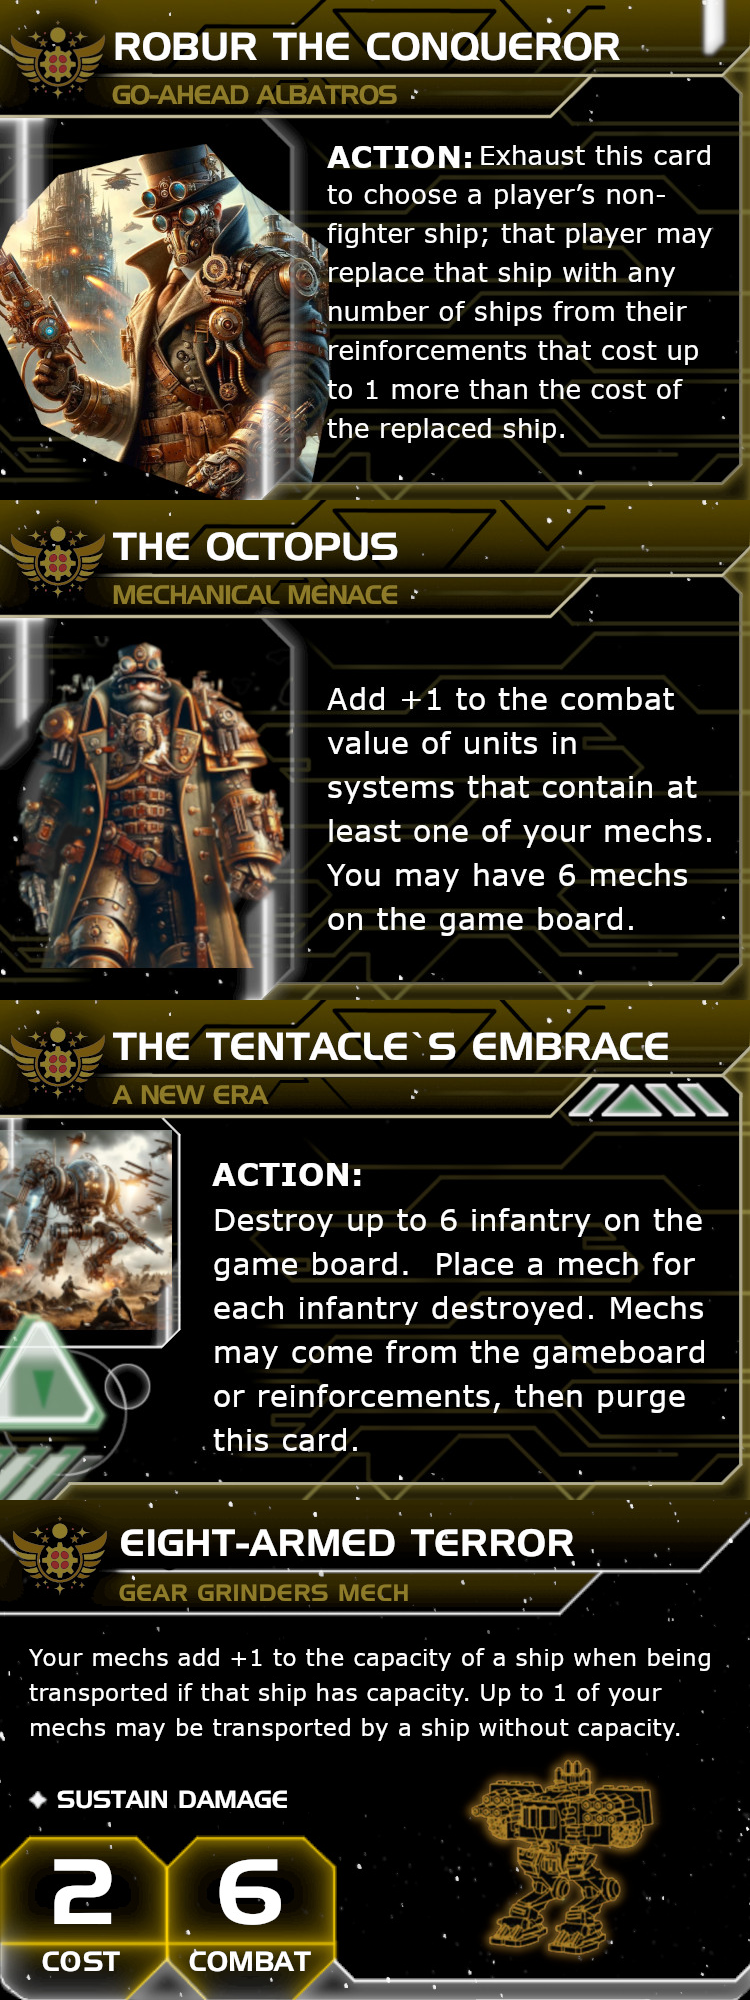 ROBUR THE CONQUEROR
GO-AHEAD ALBATROS
ACTION: Exhaust this card
to choose a player’s non-
fighter ship; that player may
replace that ship with any
number of ships from their
reinforcements that cost up
to 1 more than the cost of
the replaced ship.
THE OCTOPUS
MECHANICAL MENACE
Add +1 to the combat
value of units in
systems that contain at
least one of your mechs.
You may have 6 mechs
on the game board.
THE TENTACLE`S EMBRACE
A NEW ERA
ACTION:
Destroy up to 6 infantry on the
game board.  Place a mech for
each infantry destroyed. Mechs
may come from the gameboard
or reinforcements, then purge
this card.
EIGHT-ARMED TERROR
GEAR GRINDERS MECH
Your mechs add +1 to the capacity of a ship when being
transported if that ship has capacity. Up to 1 of your
mechs may be transported by a ship without capacity.
SUSTAIN DAMAGE
2 6
COST COMBAT